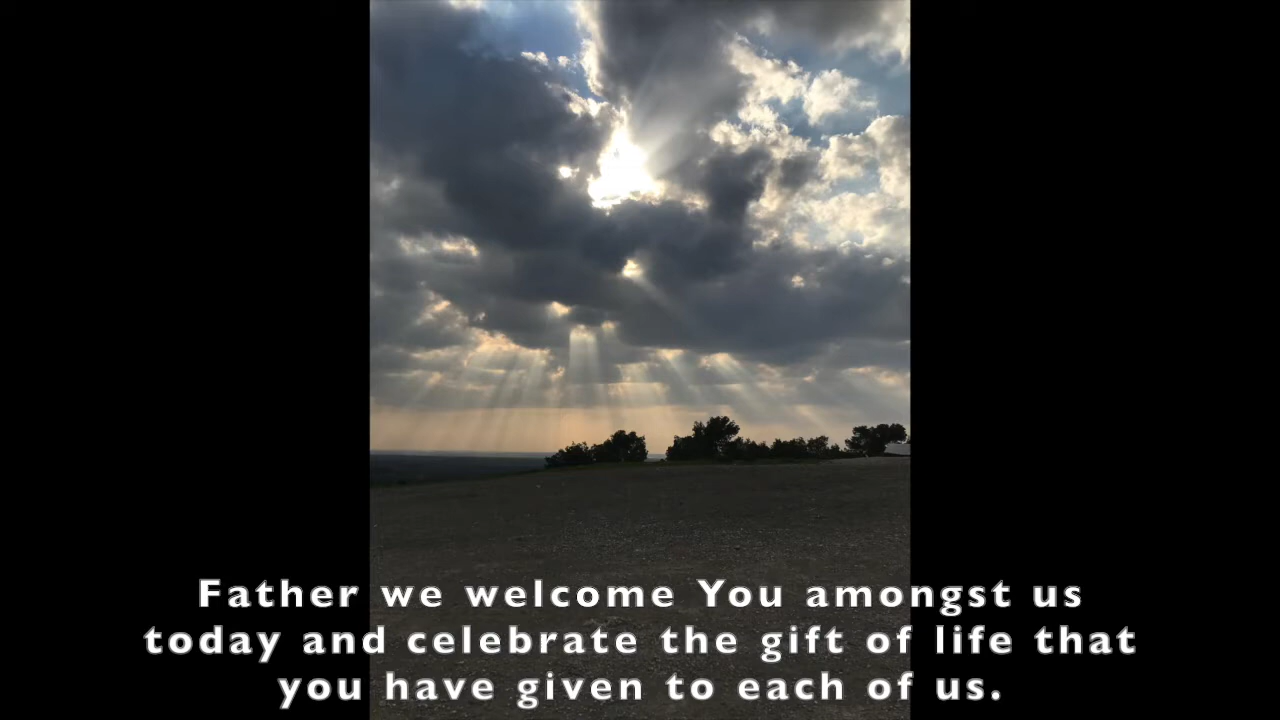 Father we welcome You amongst us
today and celebrate the gift of life that
you have given to each of us.